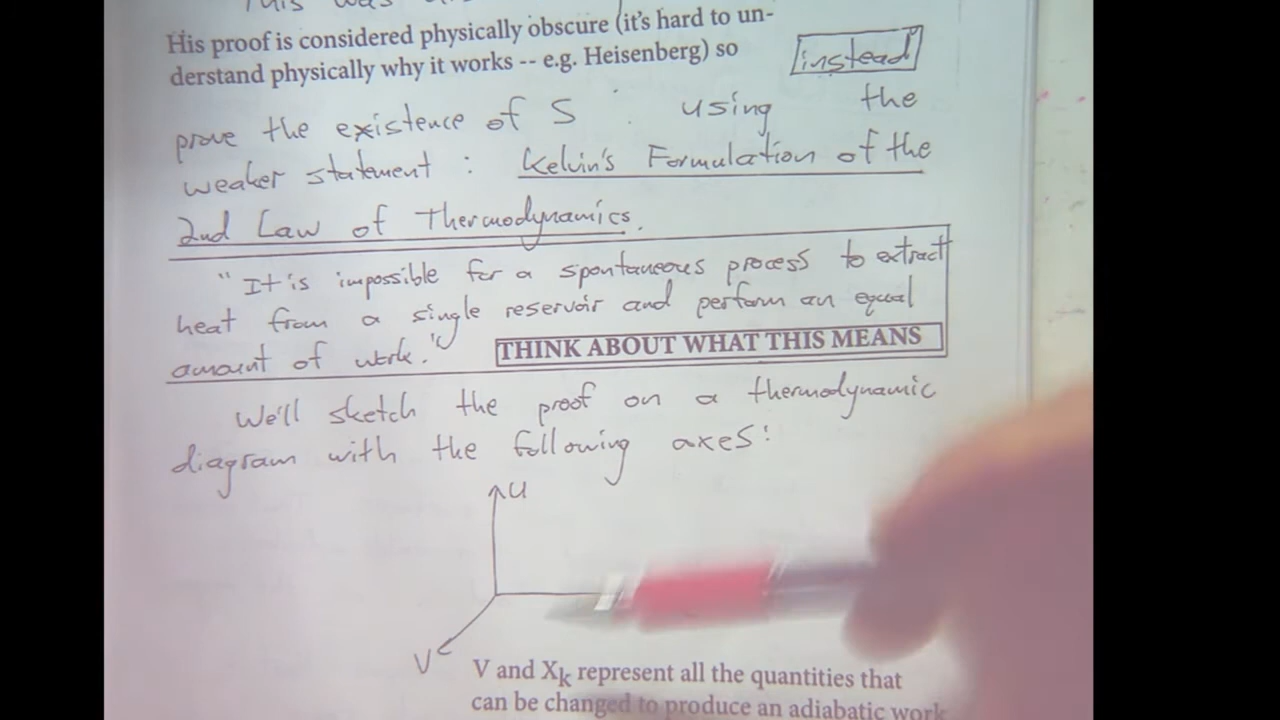 This was
His proof is considered physically obscure (it's hard to un-
derstand physically why it works -- e.g. Heisenberg) so instead
prove the existence of S : using the
weaker statement : Kelvin's Formulation of the
2nd Law of Thermodynamics.
"It is impossible for a spontaneous process to extract
heat from a single reservoir and perform an equal
amount of work." THINK ABOUT WHAT THIS MEANS
We'll sketch the proof on a thermodynamic
diagram with the following axes:
U
V
V and Xk represent all the quantities that
can be changed to produce an adiabatic work